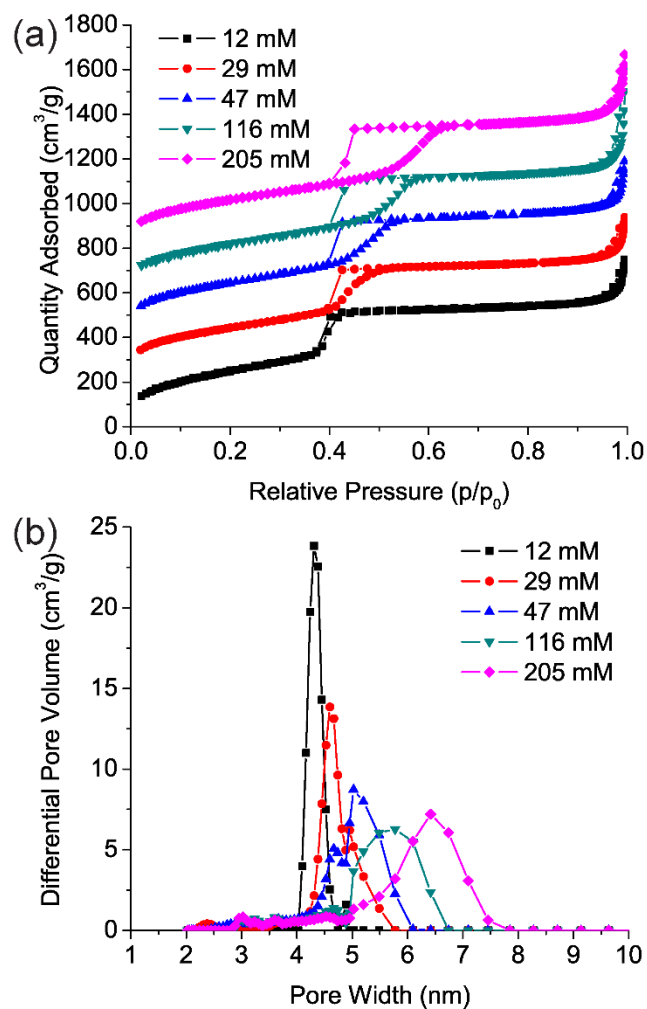 (a)
12 mM
29 mM
47 mM
116 mM
205 mM
1800
1600
1400
1200
1000
800
600
400
200
0
Quantity Adsorbed (cm³/g)
0.0 0.2 0.4 0.6 0.8 1.0
Relative Pressure (p/p₀)
(b)
12 mM
29 mM
47 mM
116 mM
205 mM
25
20
15
10
5
0
Differential Pore Volume (cm³/g)
1 2 3 4 5 6 7 8 9 10
Pore Width (nm)